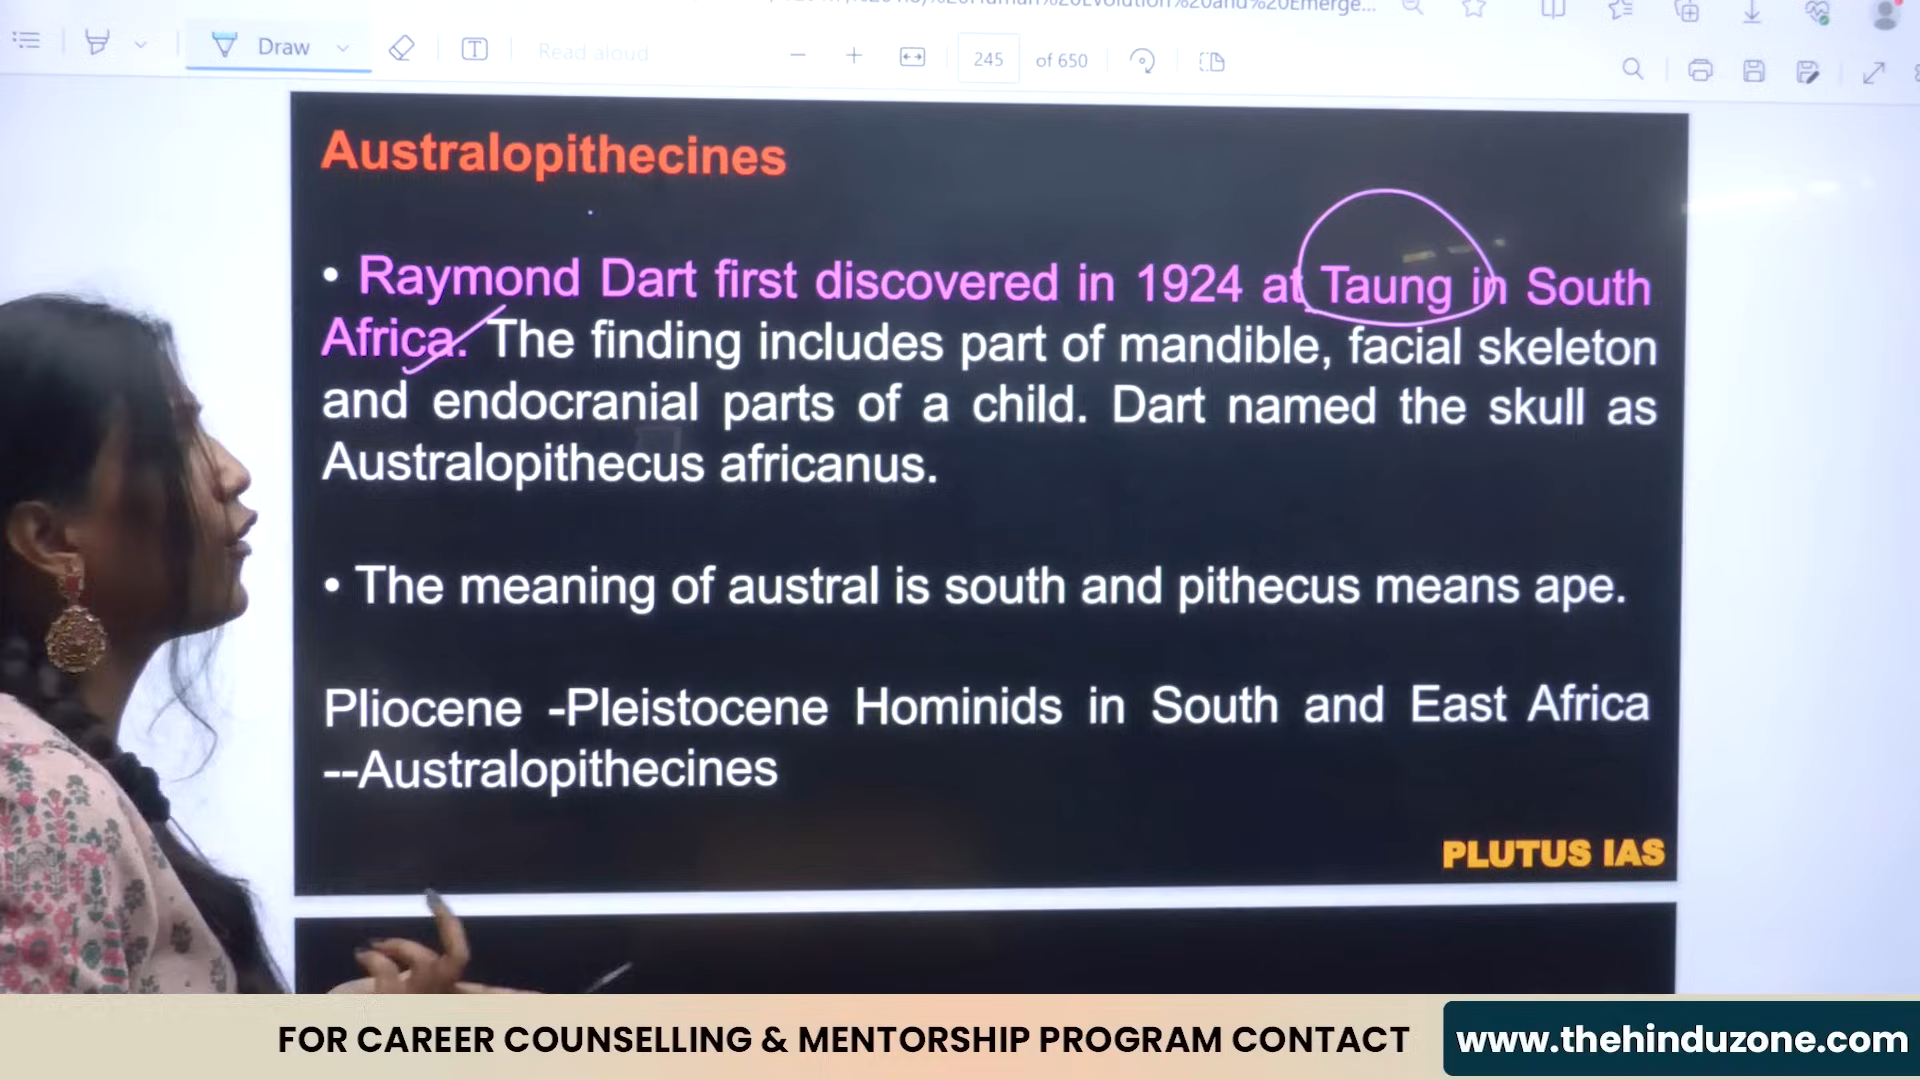 Draw
Read aloud
245 of 650
Australopithecines
• Raymond Dart first discovered in 1924 at Taung in South
Africa. The finding includes part of mandible, facial skeleton
and endocranial parts of a child. Dart named the skull as
Australopithecus africanus.
• The meaning of austral is south and pithecus means ape.
Pliocene -Pleistocene Hominids in South and East Africa
--Australopithecines
PLUTUS IAS
FOR CAREER COUNSELLING & MENTORSHIP PROGRAM CONTACT
www.thehinduzone.com